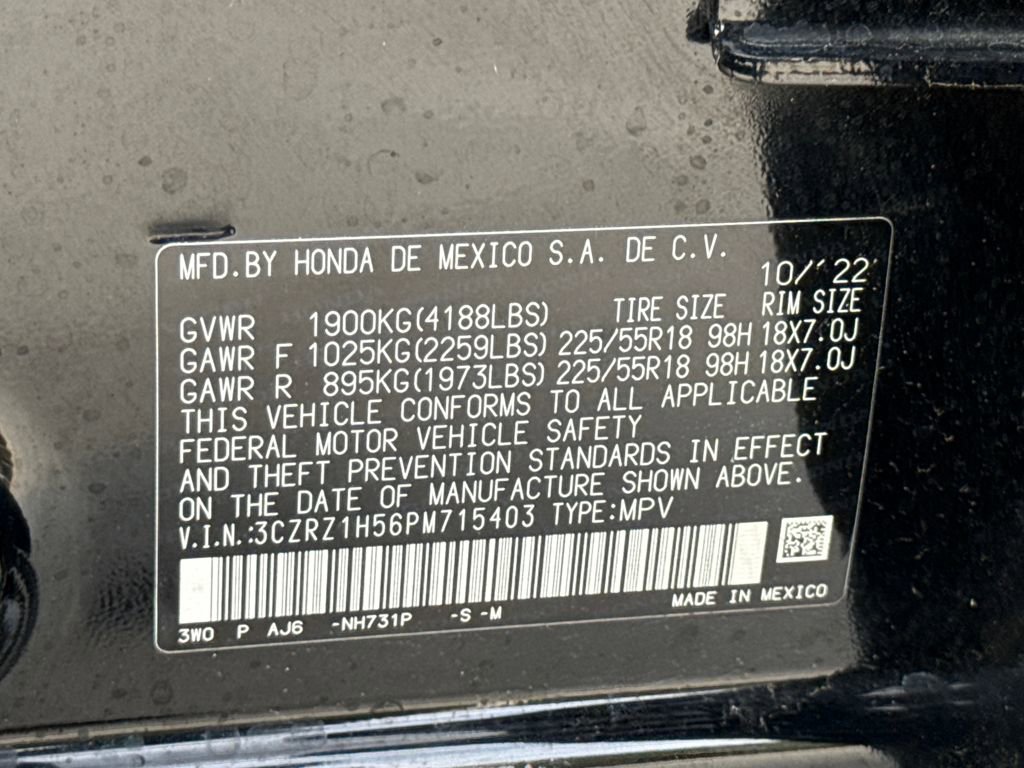 MFD.BY HONDA DE MEXICO S.A. DE C.V.
10/'22
TIRE SIZE RIM SIZE
GVWR 1900KG(4188LBS)
GAWR F 1025KG(2259LBS) 225/55R18 98H 18X7.0J
GAWR R 895KG(1973LBS) 225/55R18 98H 18X7.0J
THIS VEHICLE CONFORMS TO ALL APPLICABLE
FEDERAL MOTOR VEHICLE SAFETY
AND THEFT PREVENTION STANDARDS IN EFFECT
ON THE DATE OF MANUFACTURE SHOWN ABOVE.
V.I.N.:3CZRZ1H56PM715403 TYPE:MPV
MADE IN MEXICO
3W0 P AJ6 -NH731P -S -M